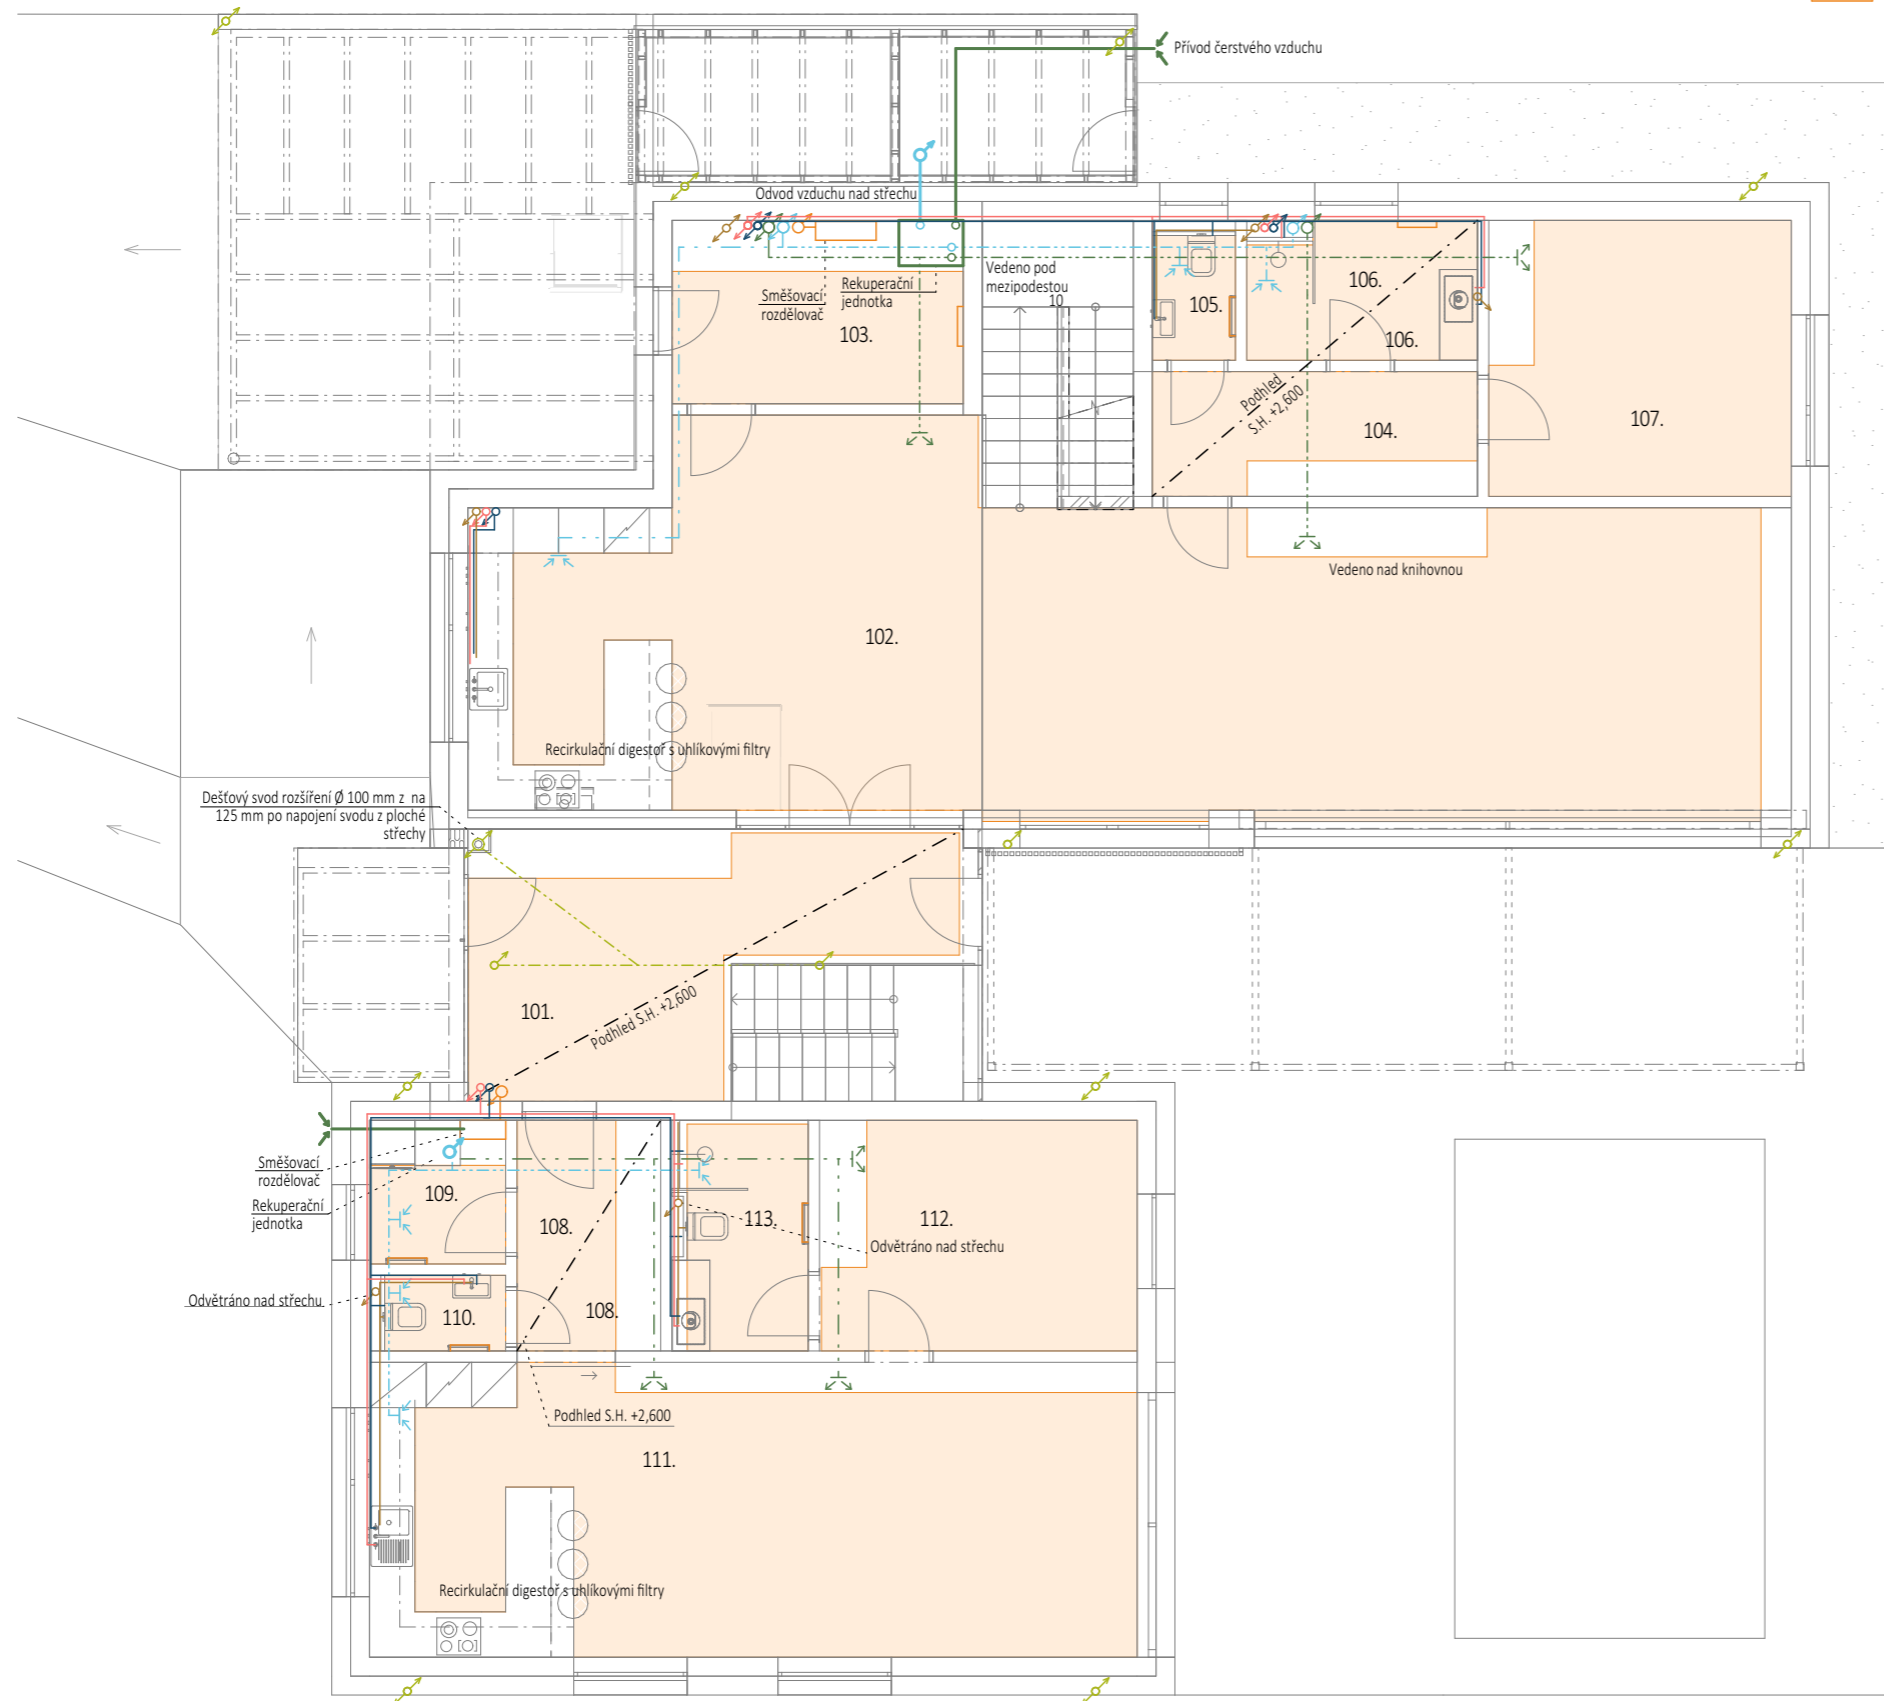 Přívod čerstvého vzduchu
Odvod vzduchu nad střechu
Vedeno pod
mezipodestou
10
Směšovací
rozdělovač
Rekuperační
jednotka
103.
105.
106.
106.
Podhled
S.H. +2,600
104.
107.
Vedeno nad knihovnou
102.
Recirkulační digestoř s uhlíkovými filtry
Dešťový svod rozšíření Ø 100 mm z na
125 mm po napojení svodu z ploché
střechy
101.
Podhled S.H. +2,600
Směšovací
rozdělovač
Rekuperační
jednotka
109.
108.
113.
112.
Odvětráno nad střechu
Odvětráno nad střechu
110.
108.
Podhled S.H. +2,600
111.
Recirkulační digestoř s uhlíkovými filtry